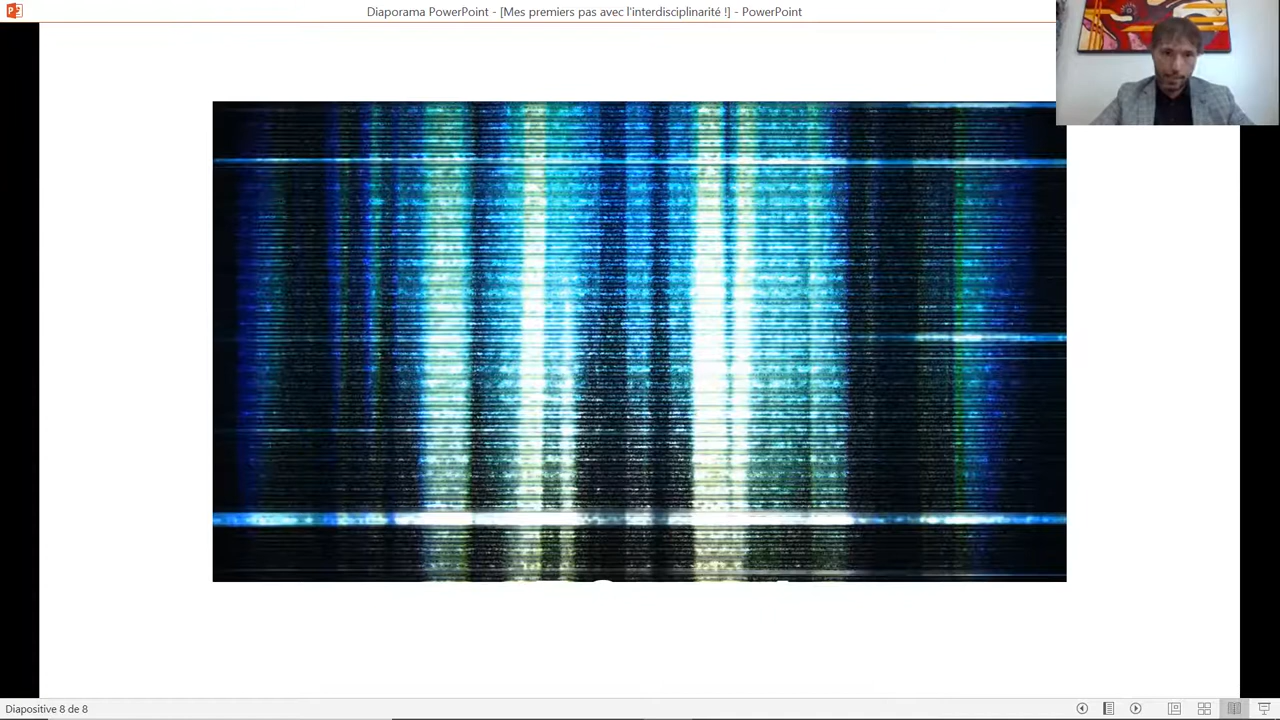 Diaporama PowerPoint - [Mes premiers pas avec l'interdisciplinarité !] - PowerPoint
Diapositive 8 de 8